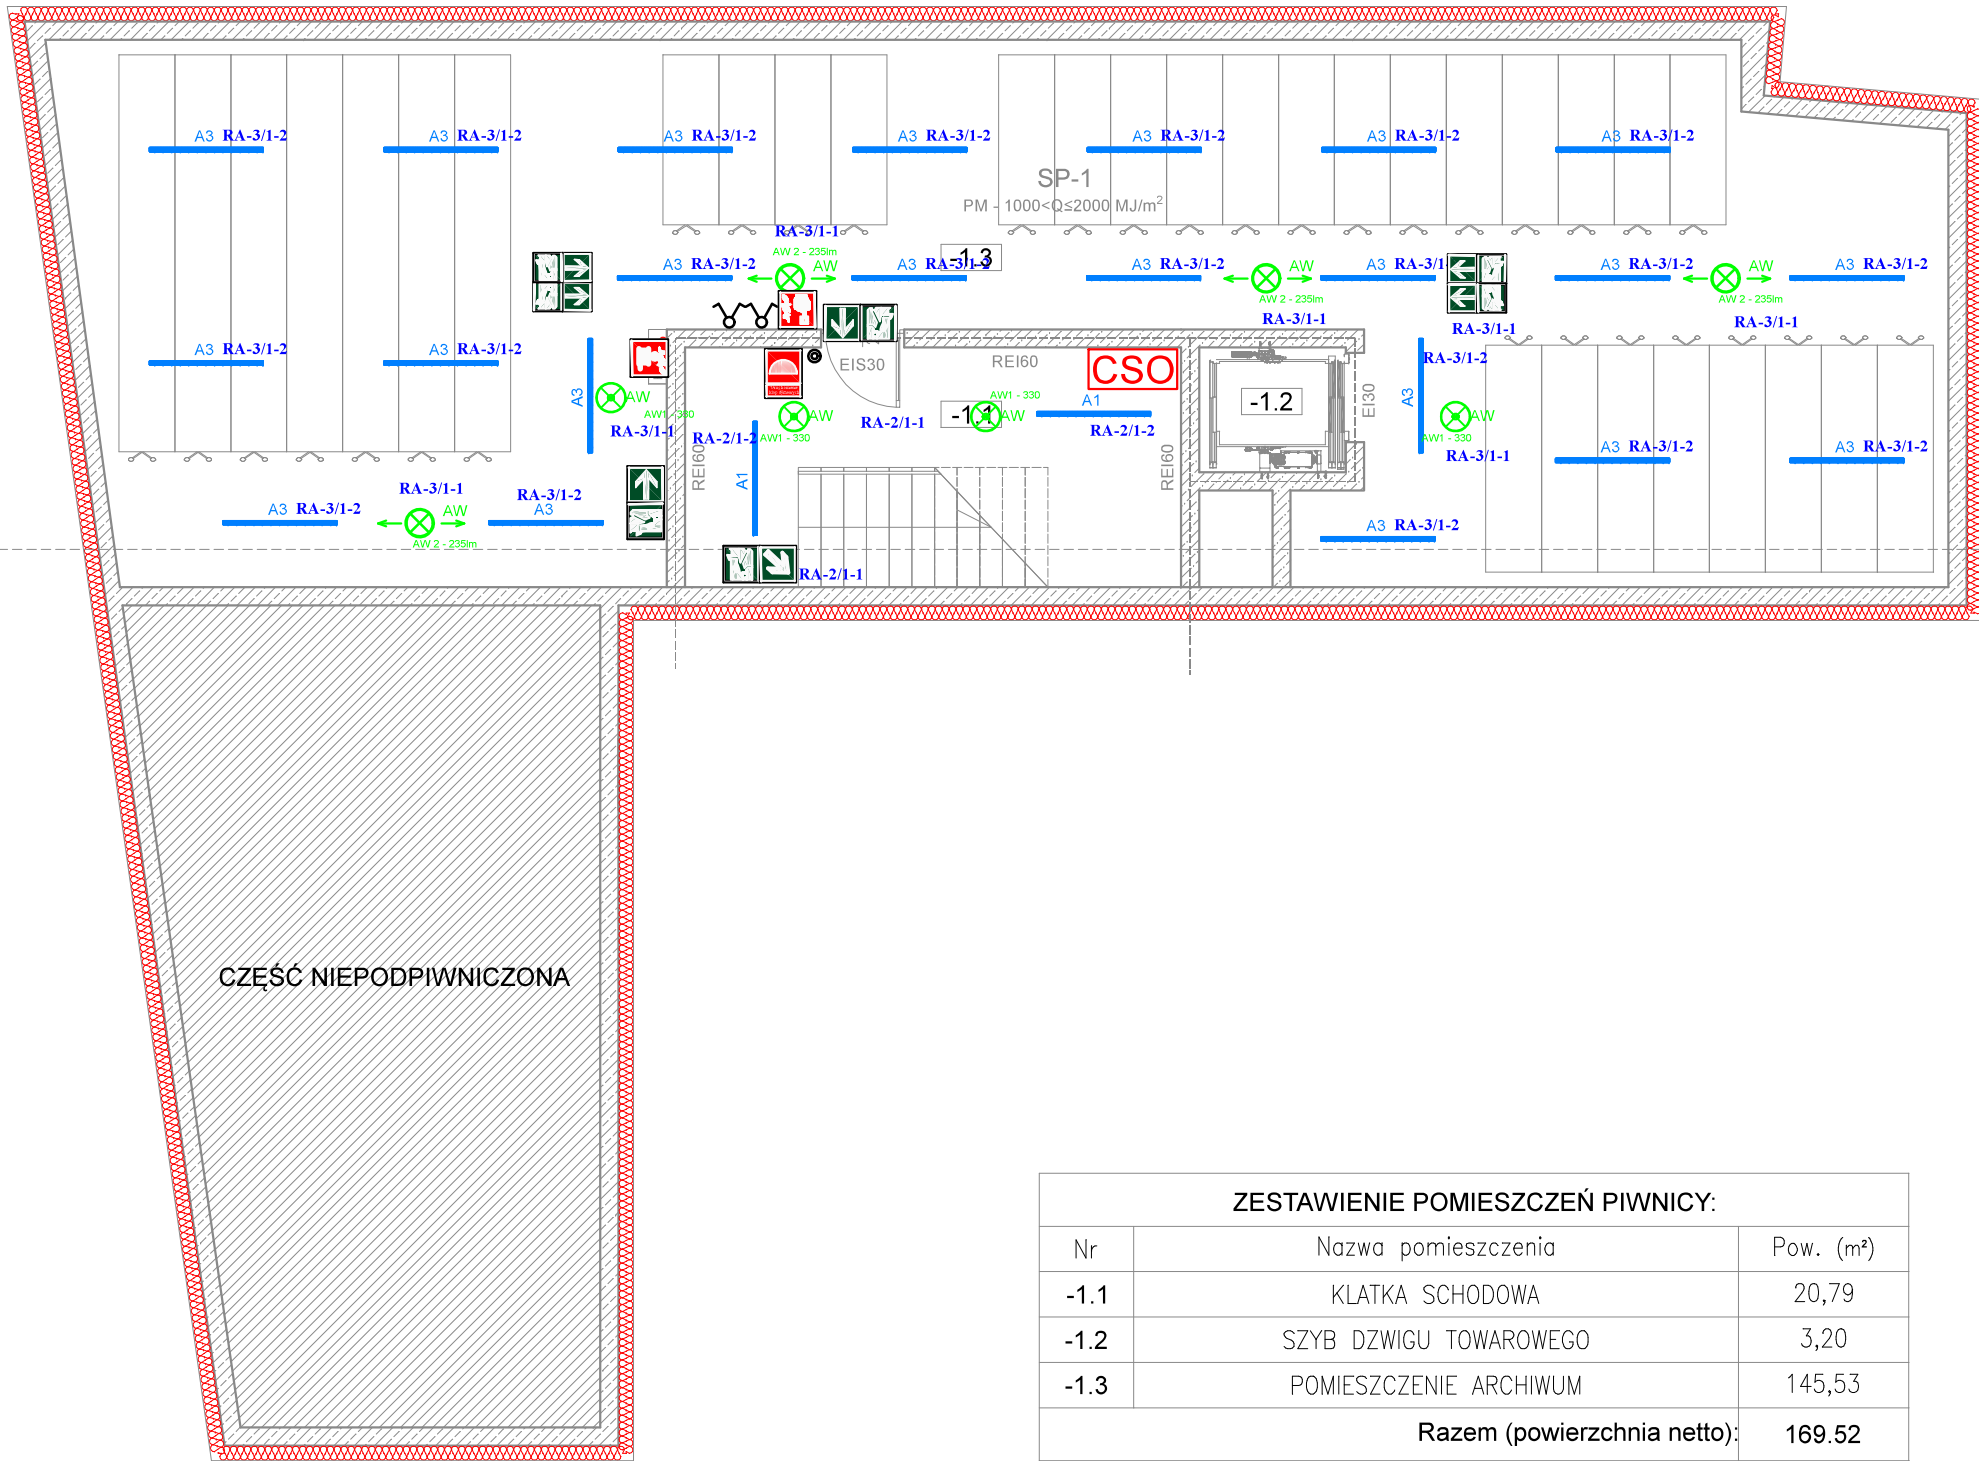 A3 RA-3/1-2
A3 RA-3/1-2
A3 RA-3/1-2
A3 RA-3/1-2
A3 RA-3/1-2
A3 RA-3/1-2
A3 RA-3/1-2
SP-1
PM - 1000<Q≤2000 MJ/m²
RA-3/1-1
AW 2 - 235lm
AW
-1.3
A3 RA-3/1-2
A3 RA-3/1-2
A3 RA-3/1-2
AW
AW 2 - 235lm
RA-3/1-1
A3 RA-3/1
A3 RA-3/1-2
AW
AW 2 - 235lm
RA-3/1-1
A3 RA-3/1-2
RA-3/1-1
A3 RA-3/1-2
A3 RA-3/1-2
A3
AW
AW1 - 330
RA-3/1-1
EIS30
REI60
CSO
RA-3/1-2
A3
AW
AW1 - 330
RA-3/1-1
EI30
-1.2
AW
AW1 - 330
RA-2/1-1
-1.1
AW1 - 330
AW
A1
RA-2/1-2
RA-2/1-2
REI60
A1
REI60
A3 RA-3/1-2
A3 RA-3/1-2
RA-3/1-1
A3 RA-3/1-2
AW
AW 2 - 235lm
RA-3/1-2
A3
A3 RA-3/1-2
RA-2/1-1
CZĘŚĆ NIEPODPIWNICZONA
ZESTAWIENIE POMIESZCZEŃ PIWNICY:
Nr Nazwa pomieszczenia Pow. (m²)
-1.1 KLATKA SCHODOWA 20,79
-1.2 SZYB DZWIGU TOWAROWEGO 3,20
-1.3 POMIESZCZENIE ARCHIWUM 145,53
Razem (powierzchnia netto): 169.52